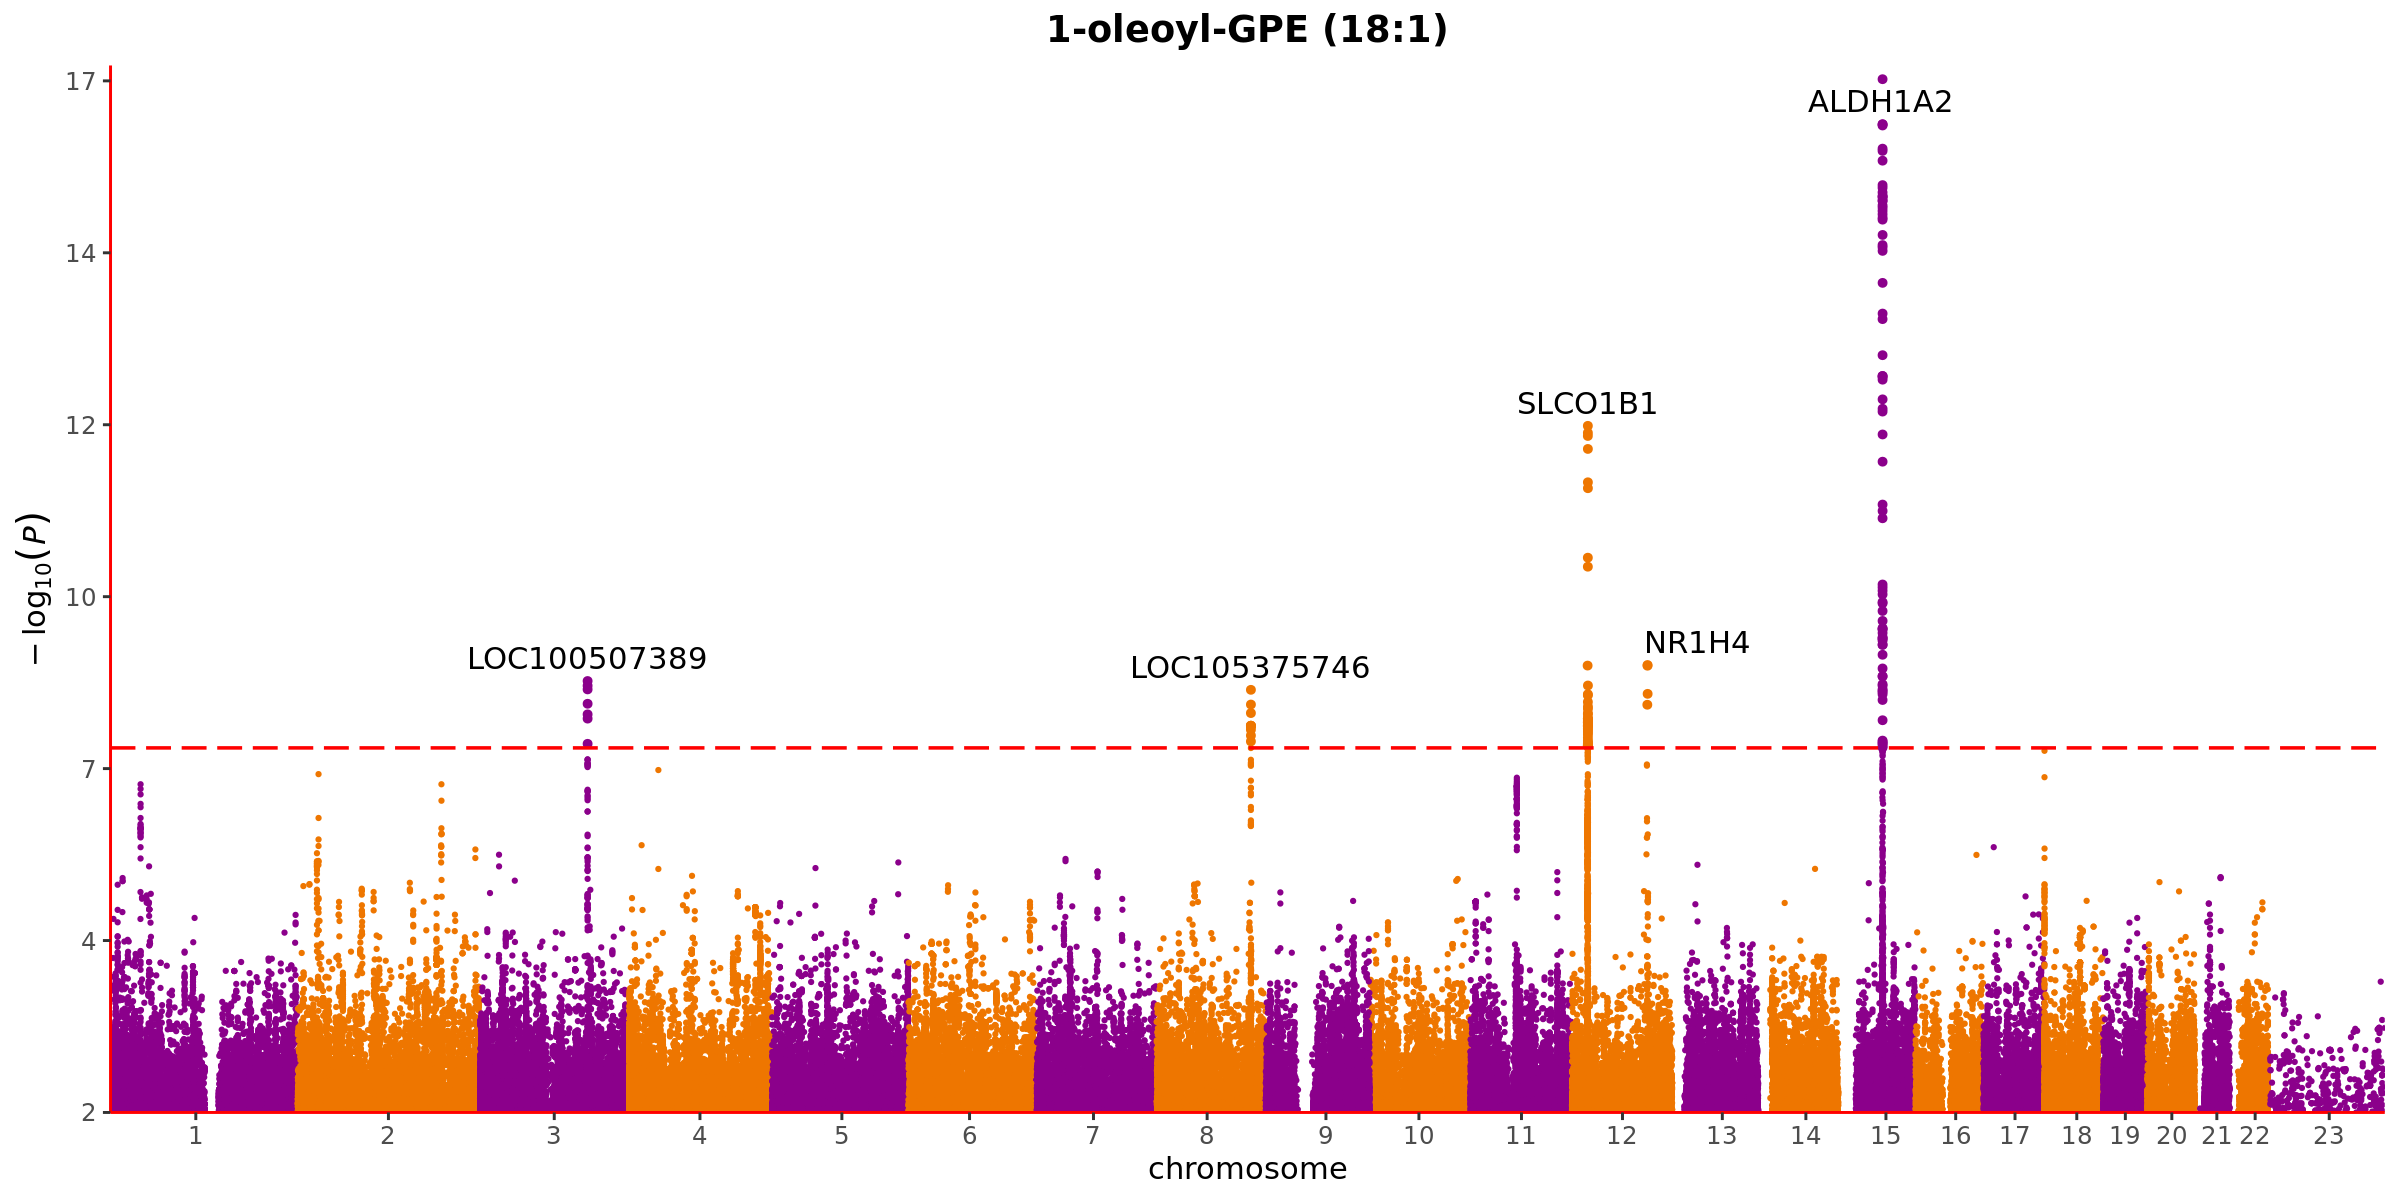 1-oleoyl-GPE (18:1)
17
ALDH1A2
14
12
SLCO1B1
10
NR1H4
LOC100507389
LOC105375746
7
4
2
− log10(P)
1 2 3 4 5 6 7 8 9 10 11 12 13 14 15 16 17 18 19 20 21 22 23
chromosome